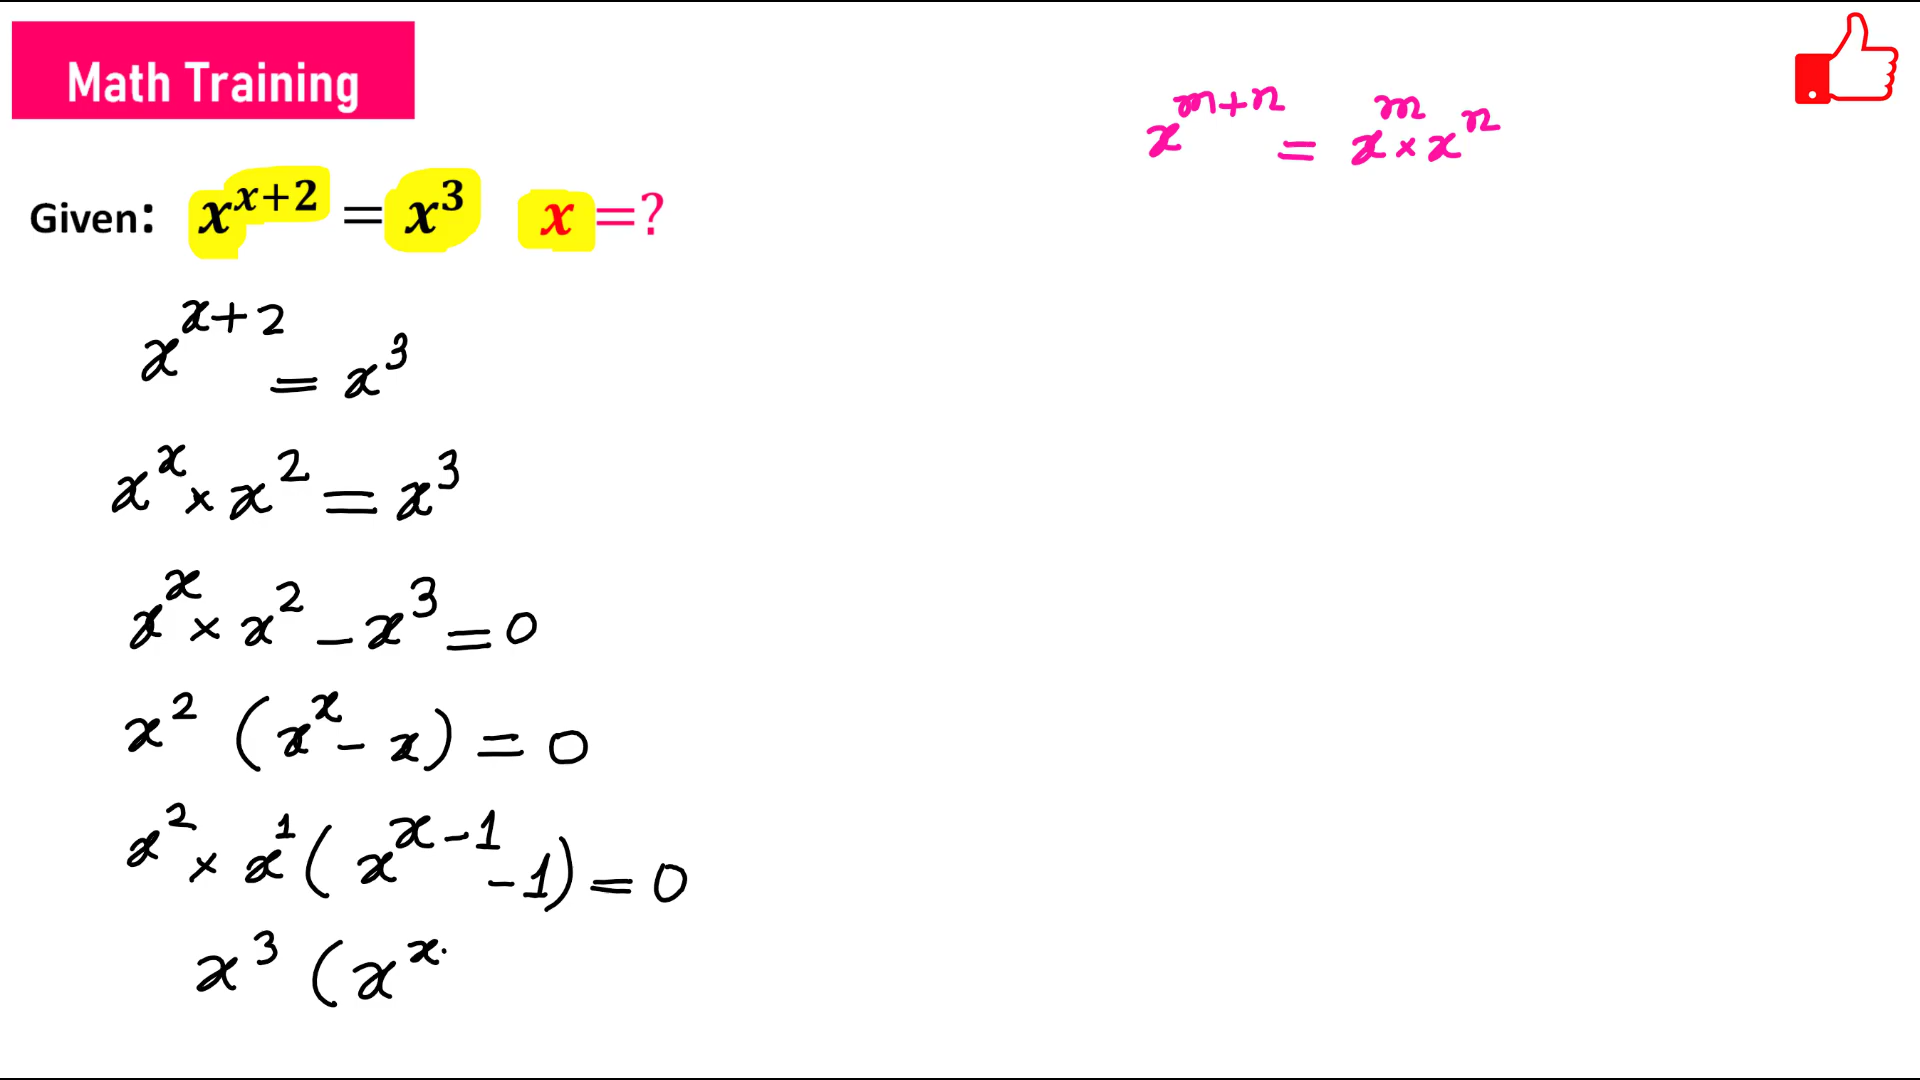 Math Training
x^{m+n} = x^m × x^n
Given: x^{x+2} = x^3 x = ?
x^{x+2} = x^3
x^x × x^2 = x^3
x^x × x^2 - x^3 = 0
x^2 (x^x - x) = 0
x^2 × x^1 (x^{x-1} - 1) = 0
x^3 (x^x